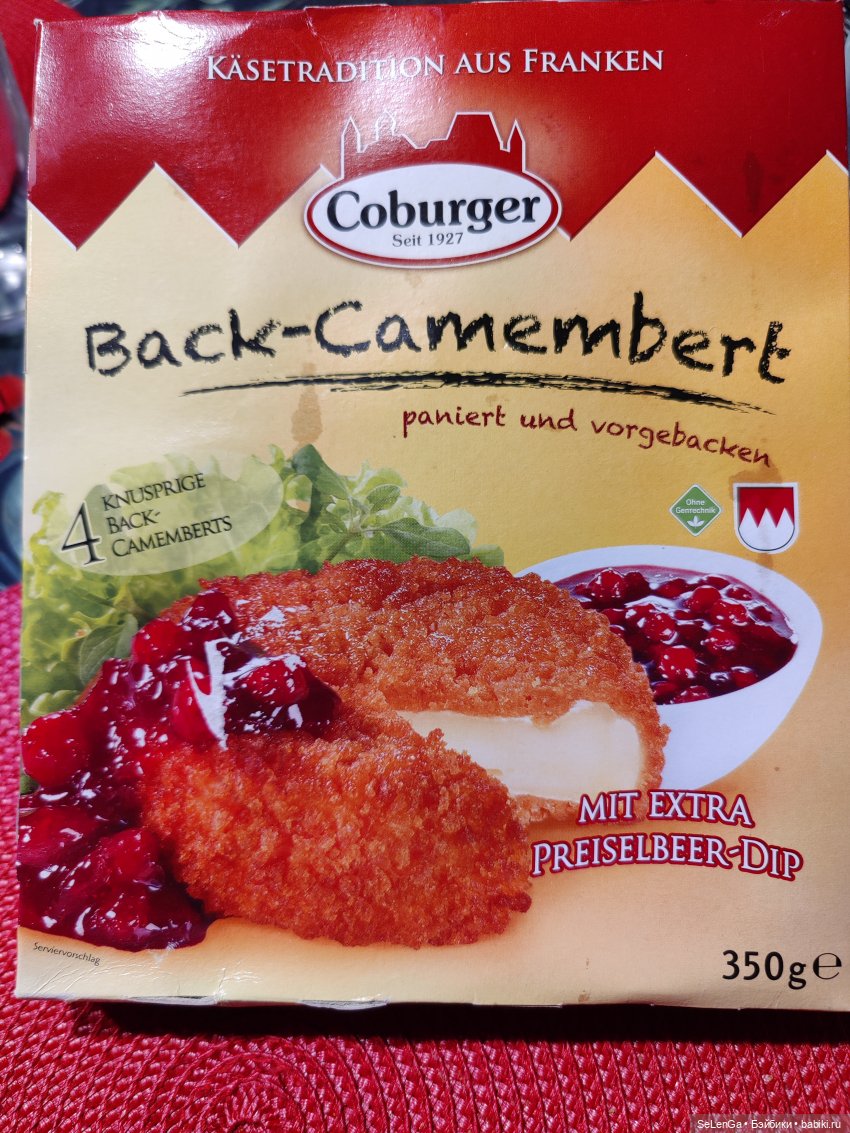 KÄSETRADITION AUS FRANKEN
Coburger
Seit 1927
Back-Camembert
paniert und vorgebacken
4 KNUSPRIGE
BACK-
CAMEMBERTS
Ohne
Gentechnik
MIT EXTRA
PREISELBEER-DIP
Serviervorschlag
350g℮
SeLenGa • Бэйбики • babiki.ru